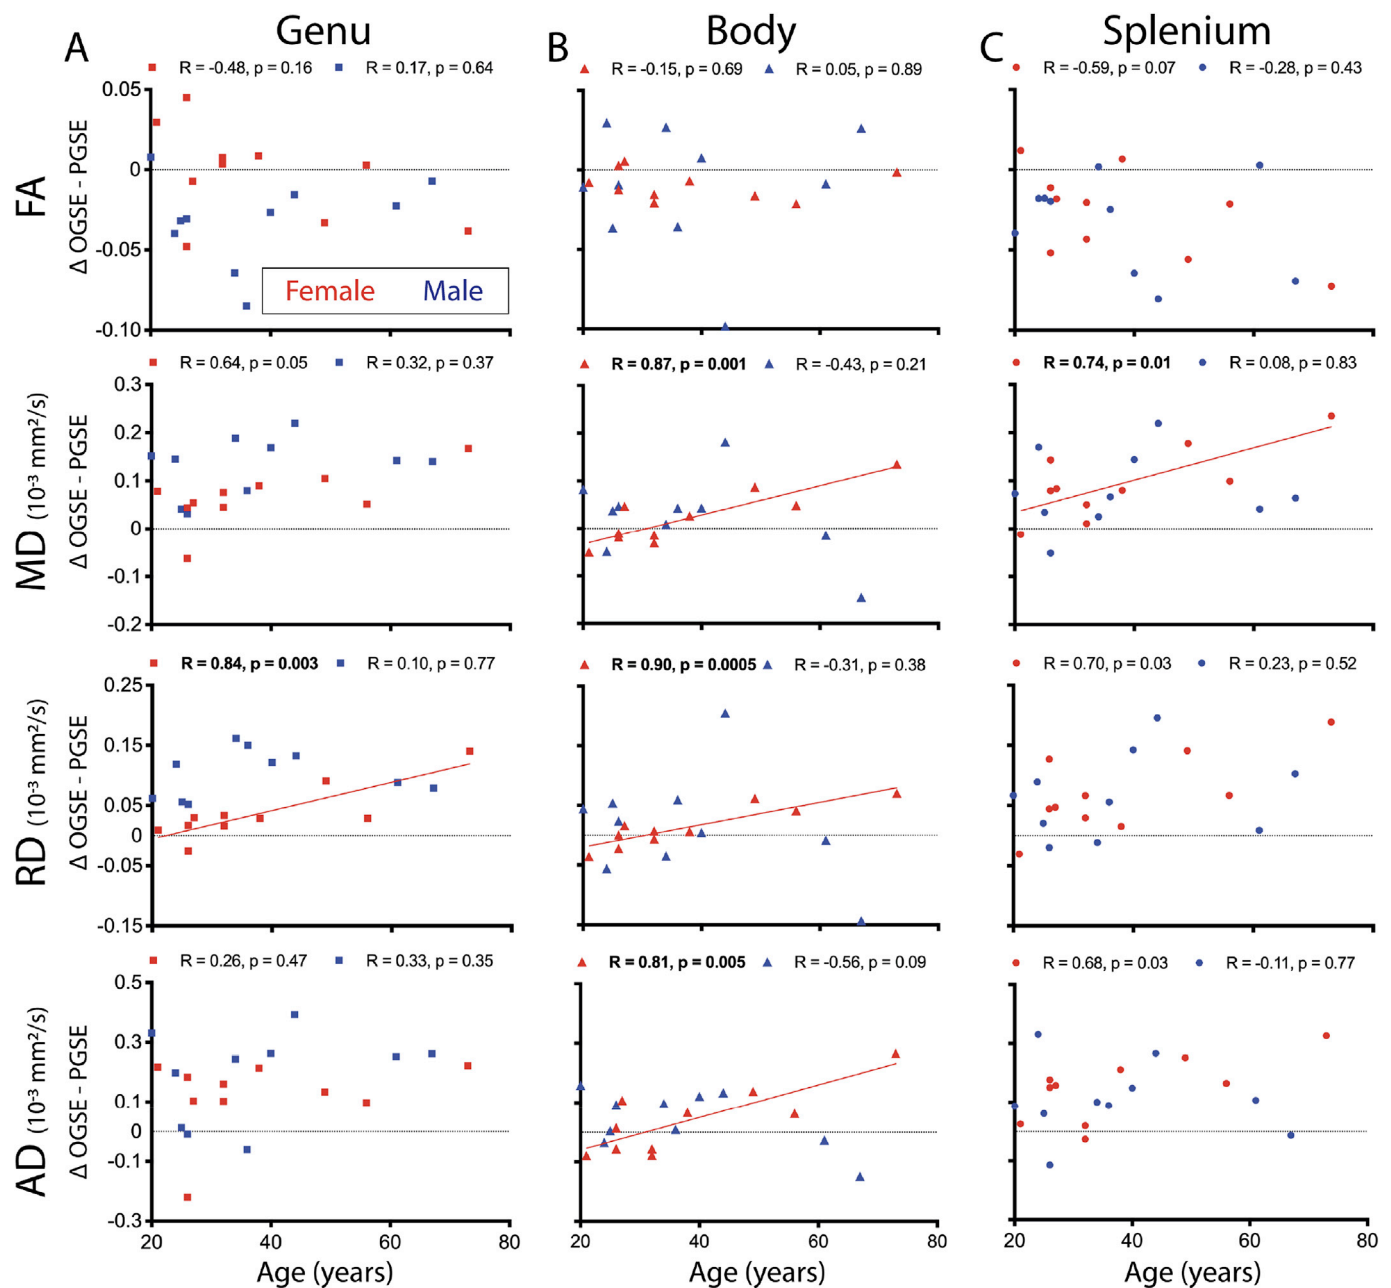 A Genu B Body C Splenium
R = -0.48, p = 0.16 R = 0.17, p = 0.64 R = -0.15, p = 0.69 R = 0.05, p = 0.89 R = -0.59, p = 0.07 R = -0.28, p = 0.43
FA
Δ OGSE - PGSE
0.05
0
-0.05
-0.10
Female Male
R = 0.64, p = 0.05 R = 0.32, p = 0.37 R = 0.87, p = 0.001 R = -0.43, p = 0.21 R = 0.74, p = 0.01 R = 0.08, p = 0.83
MD (10⁻³ mm²/s)
Δ OGSE - PGSE
0.3
0.2
0.1
0
-0.1
-0.2
R = 0.84, p = 0.003 R = 0.10, p = 0.77 R = 0.90, p = 0.0005 R = -0.31, p = 0.38 R = 0.70, p = 0.03 R = 0.23, p = 0.52
RD (10⁻³ mm²/s)
Δ OGSE - PGSE
0.25
0.15
0.05
0
-0.05
-0.15
R = 0.26, p = 0.47 R = 0.33, p = 0.35 R = 0.81, p = 0.005 R = -0.56, p = 0.09 R = 0.68, p = 0.03 R = -0.11, p = 0.77
AD (10⁻³ mm²/s)
Δ OGSE - PGSE
0.5
0.3
0.1
0
-0.1
-0.3
20 40 60 80 20 40 60 80 20 40 60 80
Age (years) Age (years) Age (years)